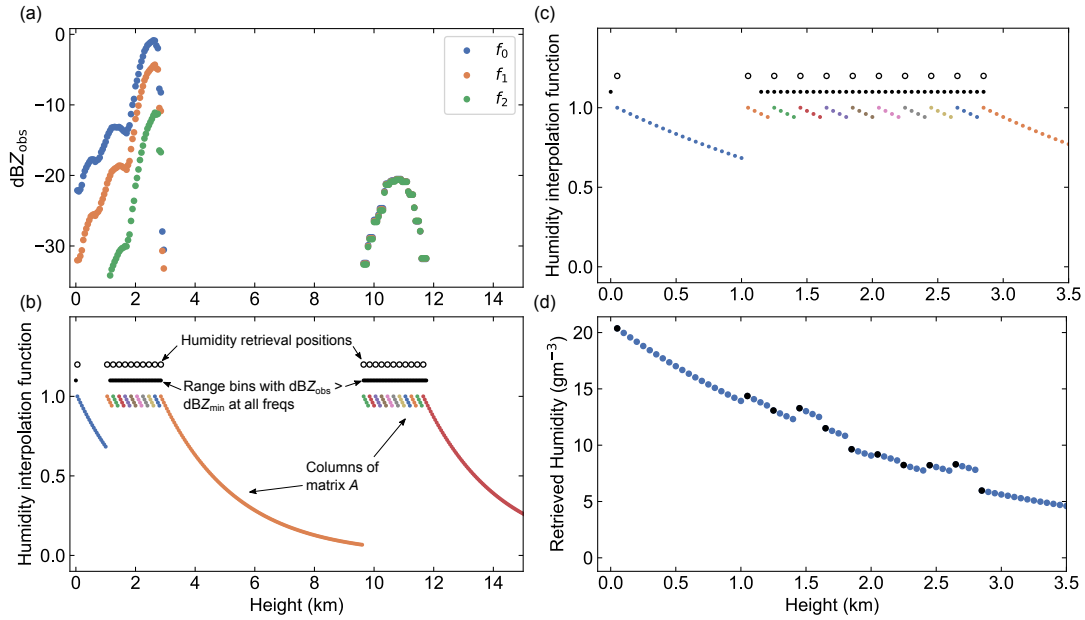 (a)
dBZobs
−0
−10
−20
−30
f0
f1
f2
0 2 4 6 8 10 12 14
(b)
Humidity interpolation function
1.0
0.5
0.0
Humidity retrieval positions
Range bins with dBZobs >
dBZmin at all freqs
Columns of
matrix A
0 2 4 6 8 10 12 14
Height (km)
(c)
Humidity interpolation function
1.0
0.5
0.0
0.0 0.5 1.0 1.5 2.0 2.5 3.0 3.5
(d)
Retrieved Humidity (gm−3)
20
15
10
5
0
0.0 0.5 1.0 1.5 2.0 2.5 3.0 3.5
Height (km)